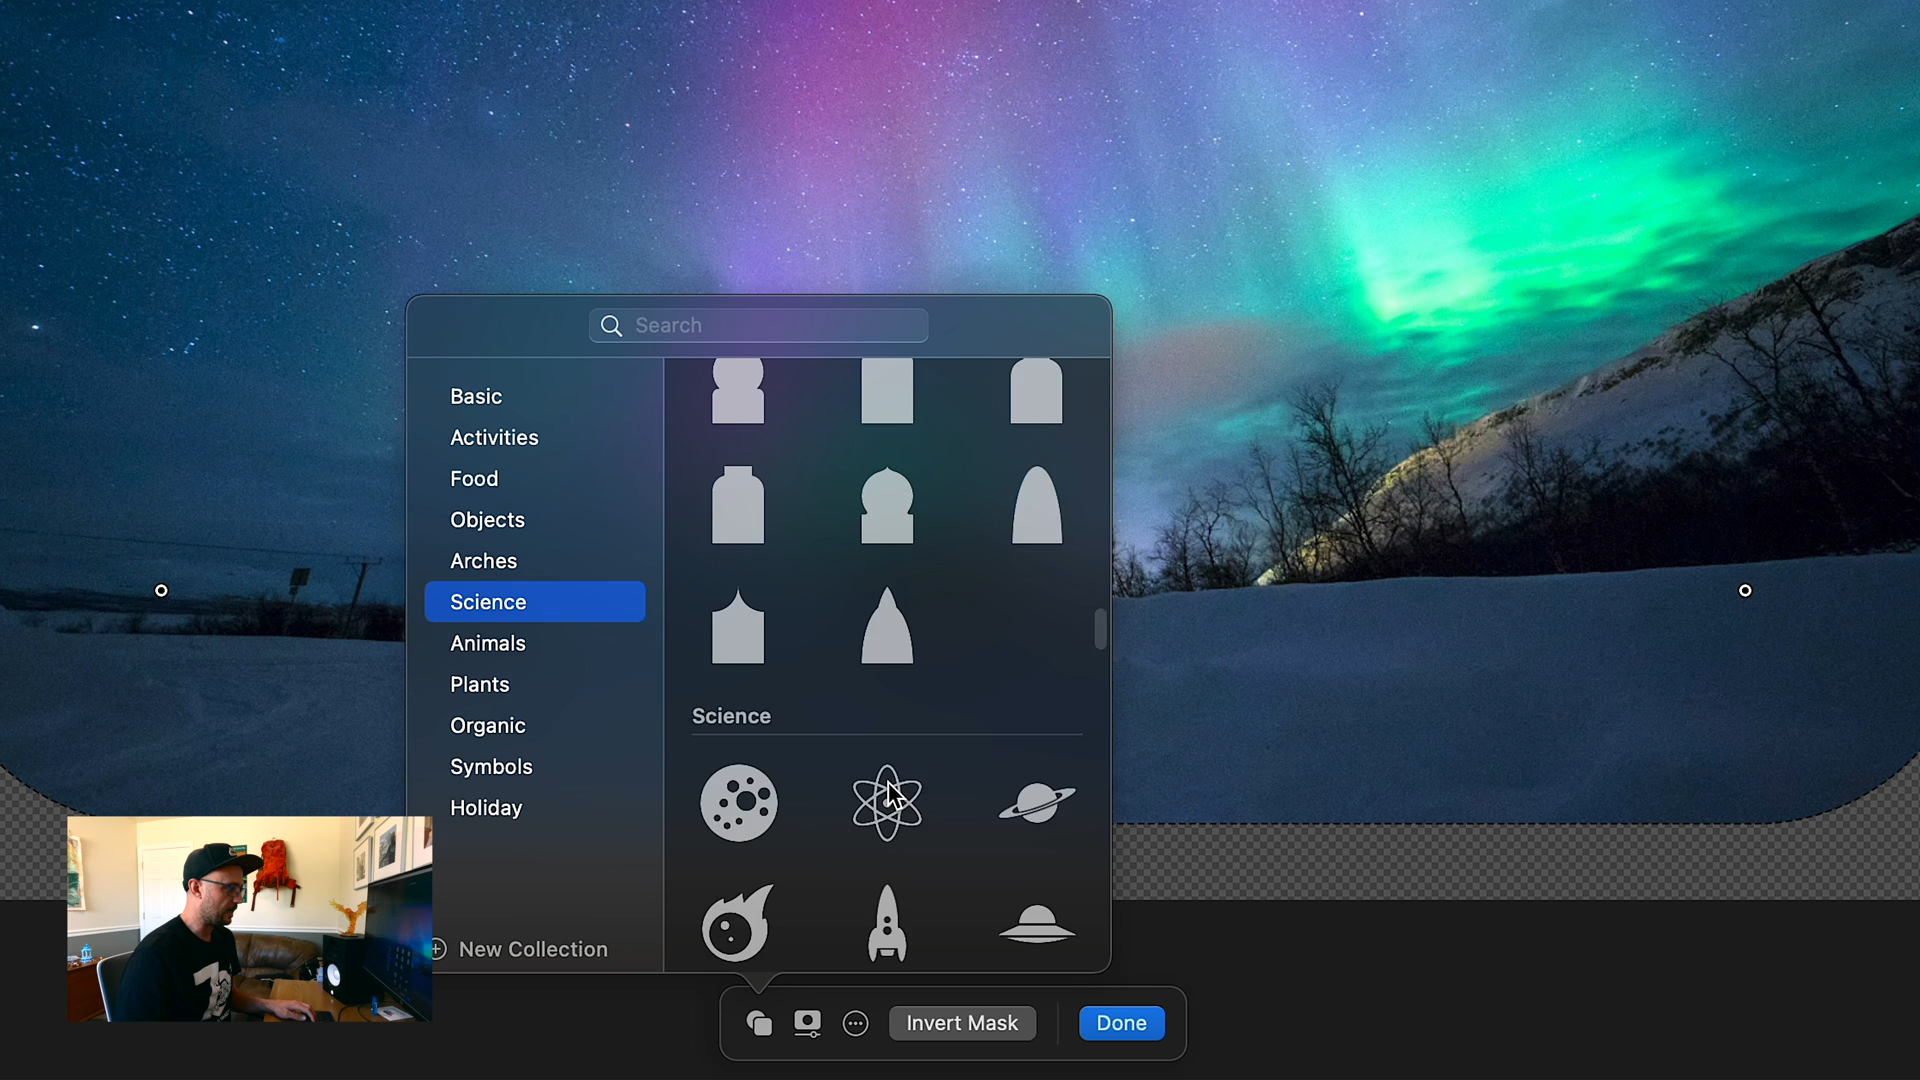 Search
Basic
Activities
Food
Objects
Arches
Science
Animals
Plants
Organic
Symbols
Holiday
Science
New Collection
Invert Mask
Done